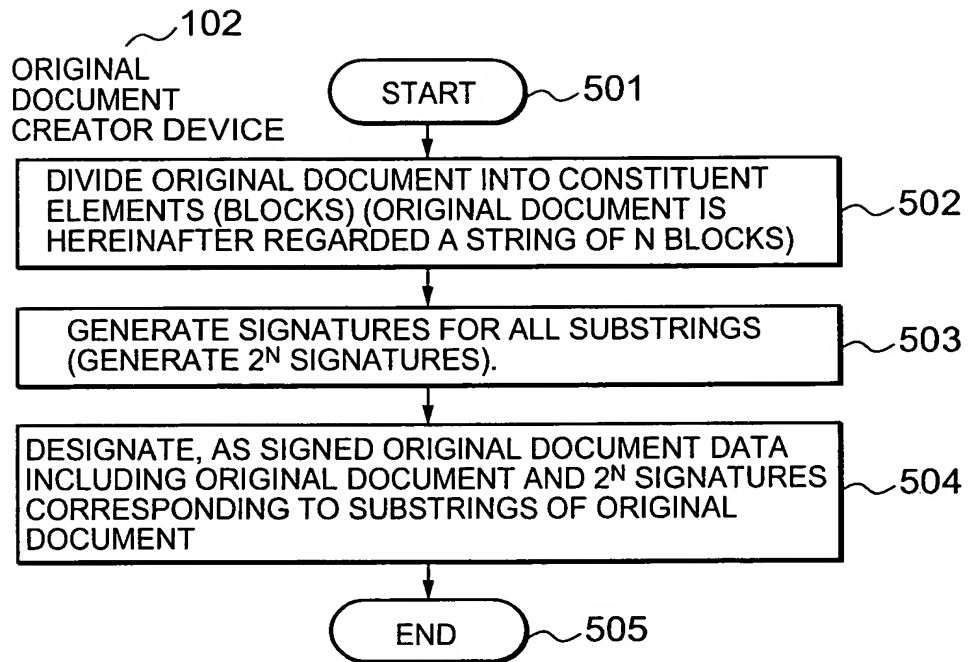 102
ORIGINAL
DOCUMENT
CREATOR DEVICE
START
501
DIVIDE ORIGINAL DOCUMENT INTO CONSTITUENT
ELEMENTS (BLOCKS) (ORIGINAL DOCUMENT IS
HEREINAFTER REGARDED A STRING OF N BLOCKS)
502
GENERATE SIGNATURES FOR ALL SUBSTRINGS
(GENERATE 2ᴺ SIGNATURES).
503
DESIGNATE, AS SIGNED ORIGINAL DOCUMENT DATA
INCLUDING ORIGINAL DOCUMENT AND 2ᴺ SIGNATURES
CORRESPONDING TO SUBSTRINGS OF ORIGINAL
DOCUMENT
504
END
505